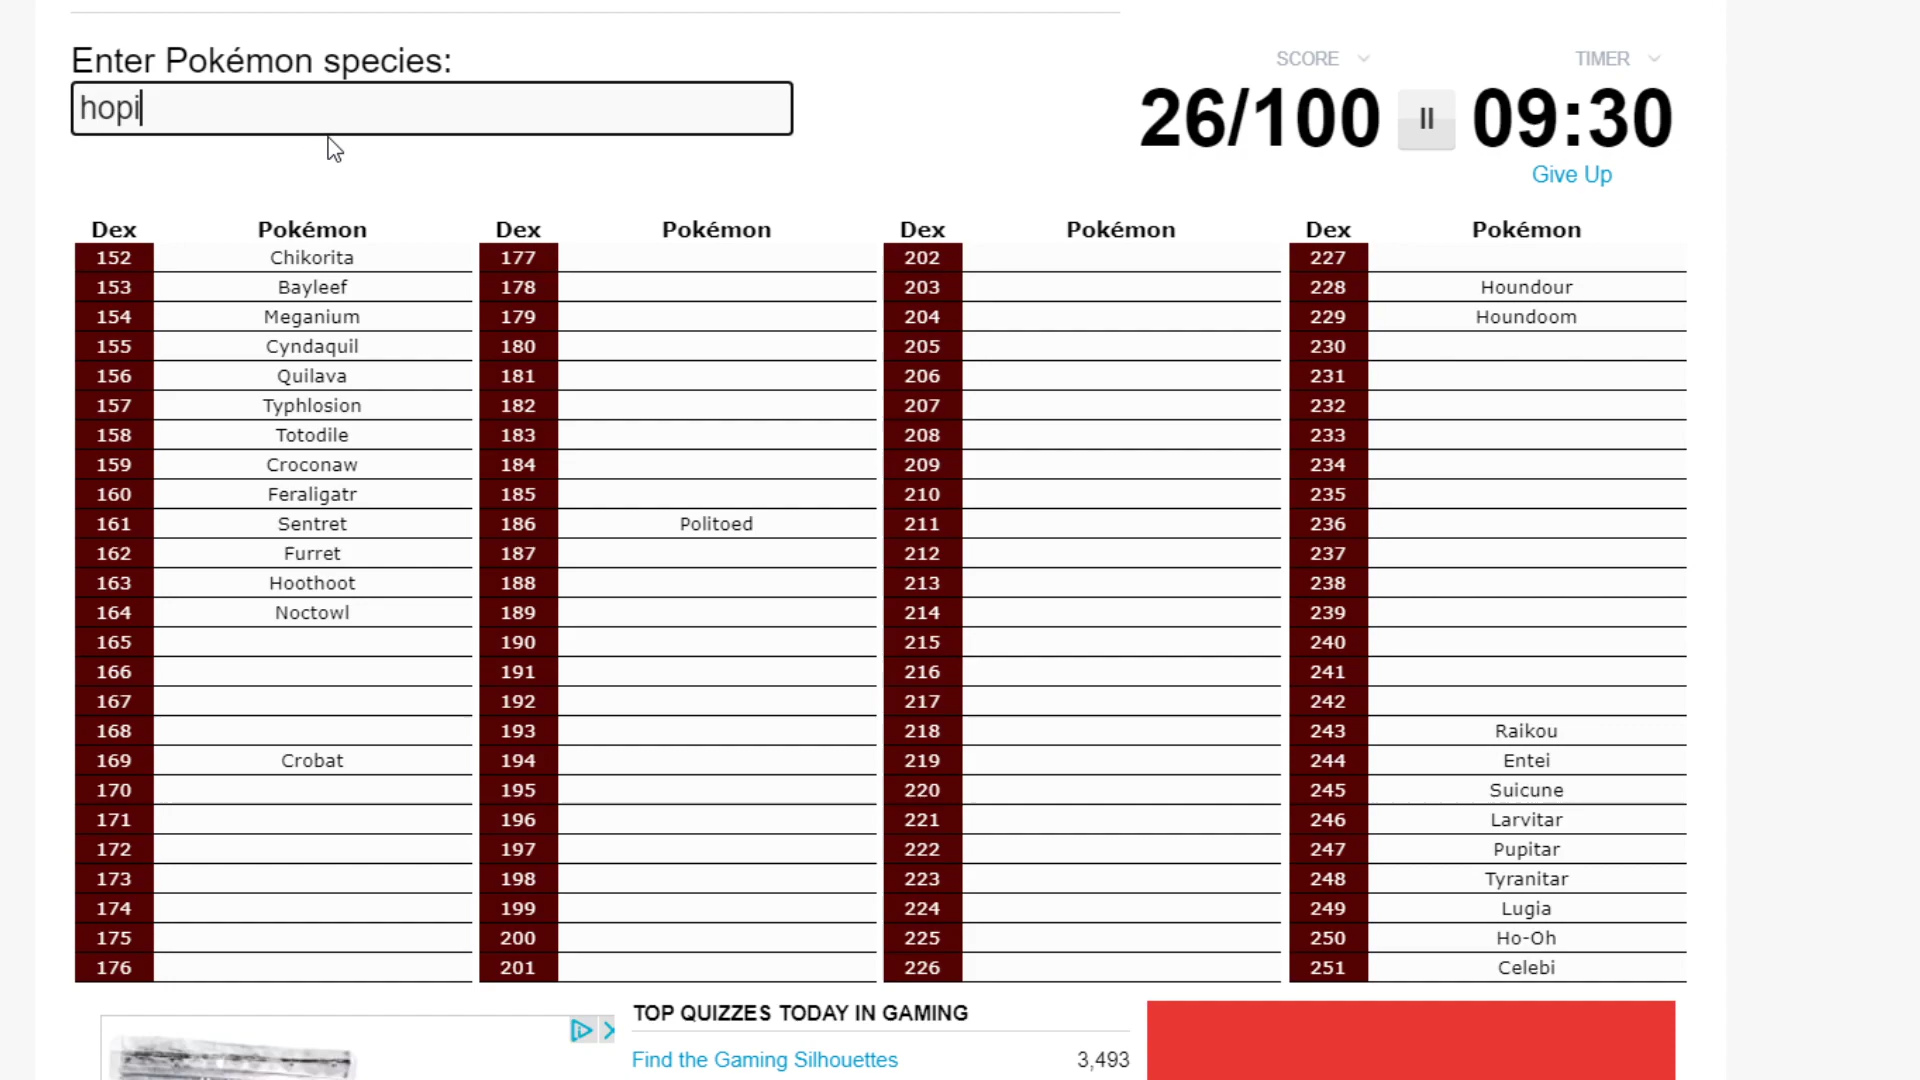 Enter Pokémon species:
hopi
SCORE
TIMER
26/100
09:30
Give Up
Dex Pokémon Dex Pokémon Dex Pokémon Dex Pokémon
152 Chikorita 177 202 227
153 Bayleef 178 203 228 Houndour
154 Meganium 179 204 229 Houndoom
155 Cyndaquil 180 205 230
156 Quilava 181 206 231
157 Typhlosion 182 207 232
158 Totodile 183 208 233
159 Croconaw 184 209 234
160 Feraligatr 185 210 235
161 Sentret 186 Politoed 211 236
162 Furret 187 212 237
163 Hoothoot 188 213 238
164 Noctowl 189 214 239
165 190 215 240
166 191 216 241
167 192 217 242
168 193 218 243 Raikou
169 Crobat 194 219 244 Entei
170 195 220 245 Suicune
171 196 221 246 Larvitar
172 197 222 247 Pupitar
173 198 223 248 Tyranitar
174 199 224 249 Lugia
175 200 225 250 Ho-Oh
176 201 226 251 Celebi
TOP QUIZZES TODAY IN GAMING
Find the Gaming Silhouettes 3,493